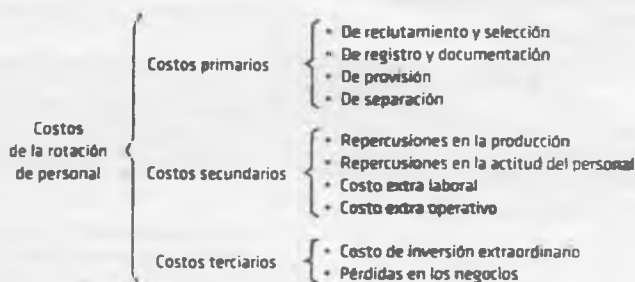 Costos
de la rotación
de personal
Costos primarios
• De reclutamiento y selección
• De registro y documentación
• De provisión
• De separación
Costos secundarios
• Repercusiones en la producción
• Repercusiones en la actitud del personal
• Costo extra laboral
• Costo extra operativo
Costos terciarios
• Costo de inversión extraordinario
• Pérdidas en los negocios